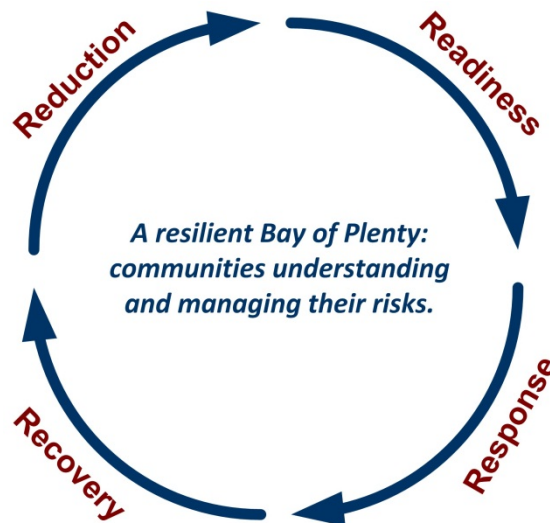 Reduction
Readiness
A resilient Bay of Plenty:
communities understanding
and managing their risks.
Recovery
Response